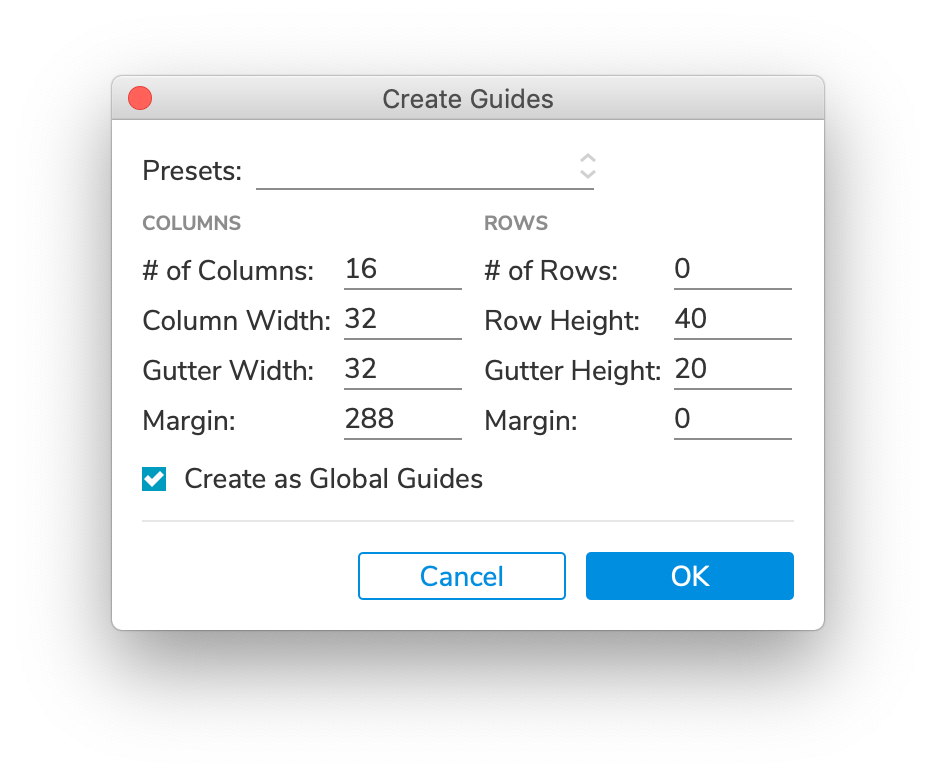 Create Guides
Presets:
COLUMNS
# of Columns: 16
Column Width: 32
Gutter Width: 32
Margin: 288
ROWS
# of Rows: 0
Row Height: 40
Gutter Height: 20
Margin: 0
Create as Global Guides
Cancel
OK